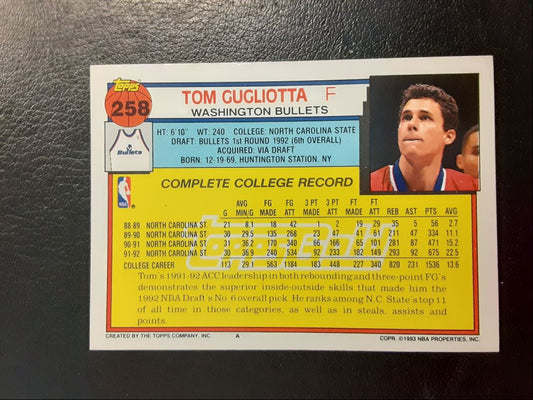 Topps
258
TOM GUGLIOTTA F
WASHINGTON BULLETS
Bullets
HT: 6'10" WT: 240 COLLEGE: NORTH CAROLINA STATE
DRAFT: BULLETS 1st ROUND 1992 (6th OVERALL)
ACQUIRED: VIA DRAFT
BORN: 12-19-69, HUNTINGTON STATION, NY
NBA
COMPLETE COLLEGE RECORD
G AVG MIN/G FG MADE FG ATT 3 PT MADE 3 PT ATT FT MADE FT ATT REB AST PTS AVG
88-89 NORTH CAROLINA ST. 21 8.1 18 42 1 2 19 29 35 5 56 2.7
89-90 NORTH CAROLINA ST. 30 29.5 135 268 41 11.1
90-91 NORTH CAROLINA ST. 31 36.2 170 340 66 166 65 101 281 87 471 15.2
91-92 NORTH CAROLINA ST. 30 36.9 240 534 92 233 102 149 293 92 675 22.5
COLLEGE CAREER 113 29.1 563 1184 183 452 227 340 820 231 1536 13.6
Tom's 1991-92 ACC leadership in both rebounding and three-point FG's
demonstrates the superior inside-outside skills that made him the
1992 NBA Draft's No. 6 overall pick. He ranks among N.C. State's top 11
of all time in those categories, as well as in steals, assists and
points.
CREATED BY THE TOPPS COMPANY, INC. A COPR. ©1993 NBA PROPERTIES, INC.